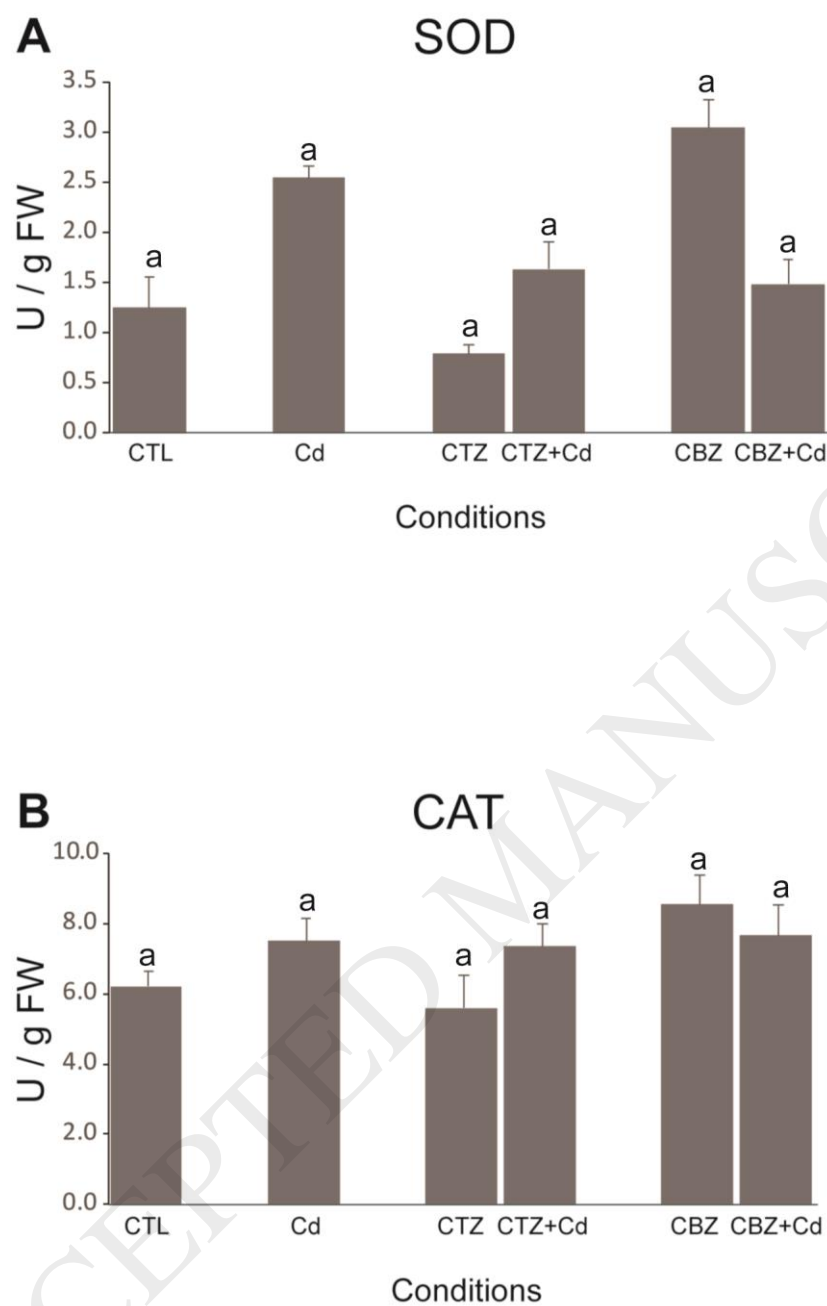 A
SOD
3.5
3.0
2.5
2.0
1.5
1.0
0.5
0.0
U / g FW
a a a a a a
CTL Cd CTZ CTZ+Cd CBZ CBZ+Cd
Conditions
B
CAT
10.0
8.0
6.0
4.0
2.0
0.0
U / g FW
a a a a a a
CTL Cd CTZ CTZ+Cd CBZ CBZ+Cd
Conditions
CEPTED MANUSC